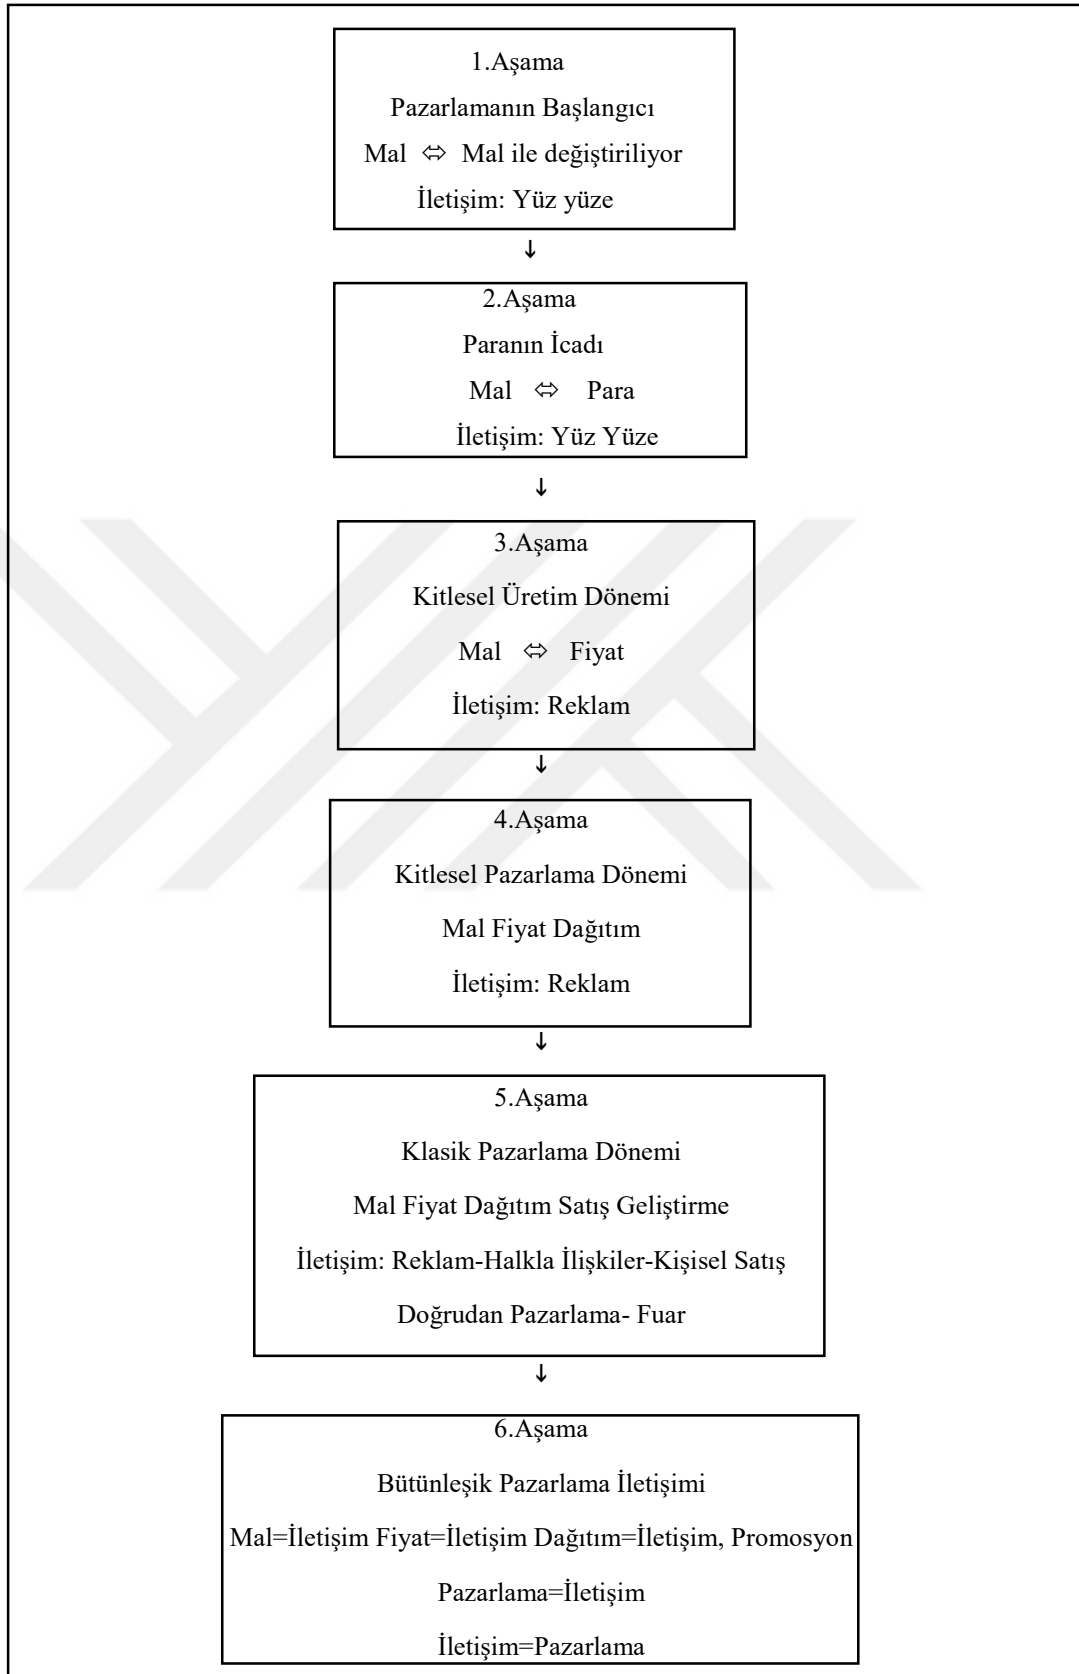 1.Aşama
Pazarlamanın Başlangıcı
Mal ⬄ Mal ile değiştiriliyor
İletişim: Yüz yüze
↓
2.Aşama
Paranın İcadı
Mal ⬄ Para
İletişim: Yüz Yüze
↓
3.Aşama
Kitlesel Üretim Dönemi
Mal ⬄ Fiyat
İletişim: Reklam
↓
4.Aşama
Kitlesel Pazarlama Dönemi
Mal Fiyat Dağıtım
İletişim: Reklam
↓
5.Aşama
Klasik Pazarlama Dönemi
Mal Fiyat Dağıtım Satış Geliştirme
İletişim: Reklam-Halkla İlişkiler-Kişisel Satış
Doğrudan Pazarlama- Fuar
↓
6.Aşama
Bütünleşik Pazarlama İletişimi
Mal=İletişim Fiyat=İletişim Dağıtım=İletişim, Promosyon
Pazarlama=İletişim
İletişim=Pazarlama